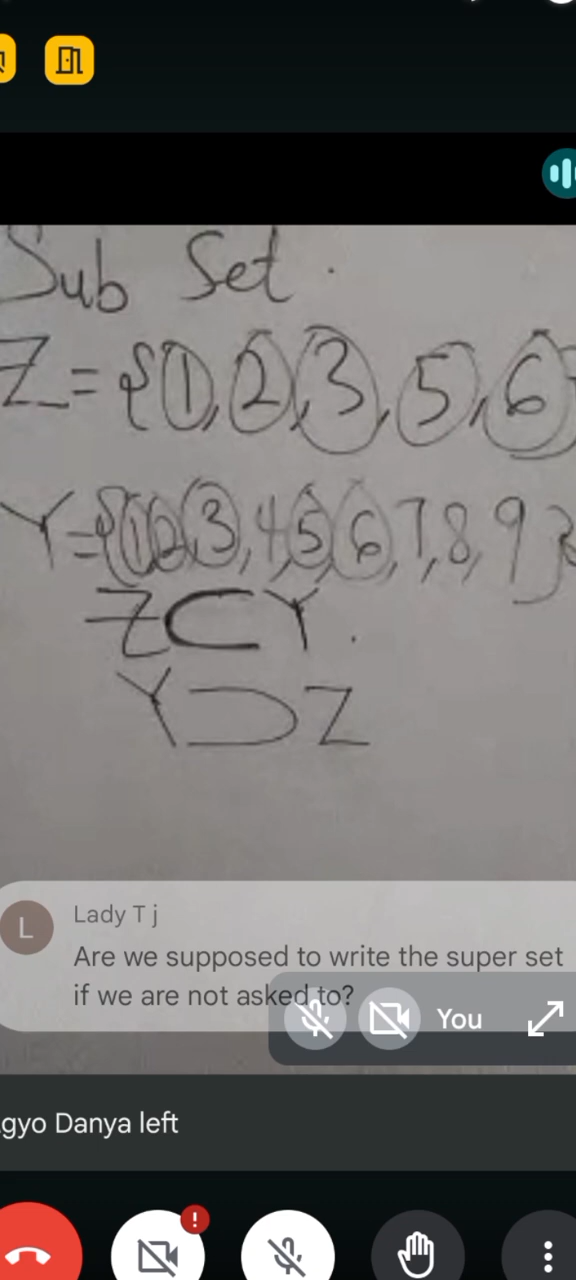 Sub Set.
Z = {1, 2, 3, 5, 6
Y = {1, 2, 3, 4, 5, 6, 7, 8, 9}
Z ⊂ Y.
Y ⊃ Z
L
Lady T j
Are we supposed to write the super set
if we are not asked to?
You
gyo Danya left
!